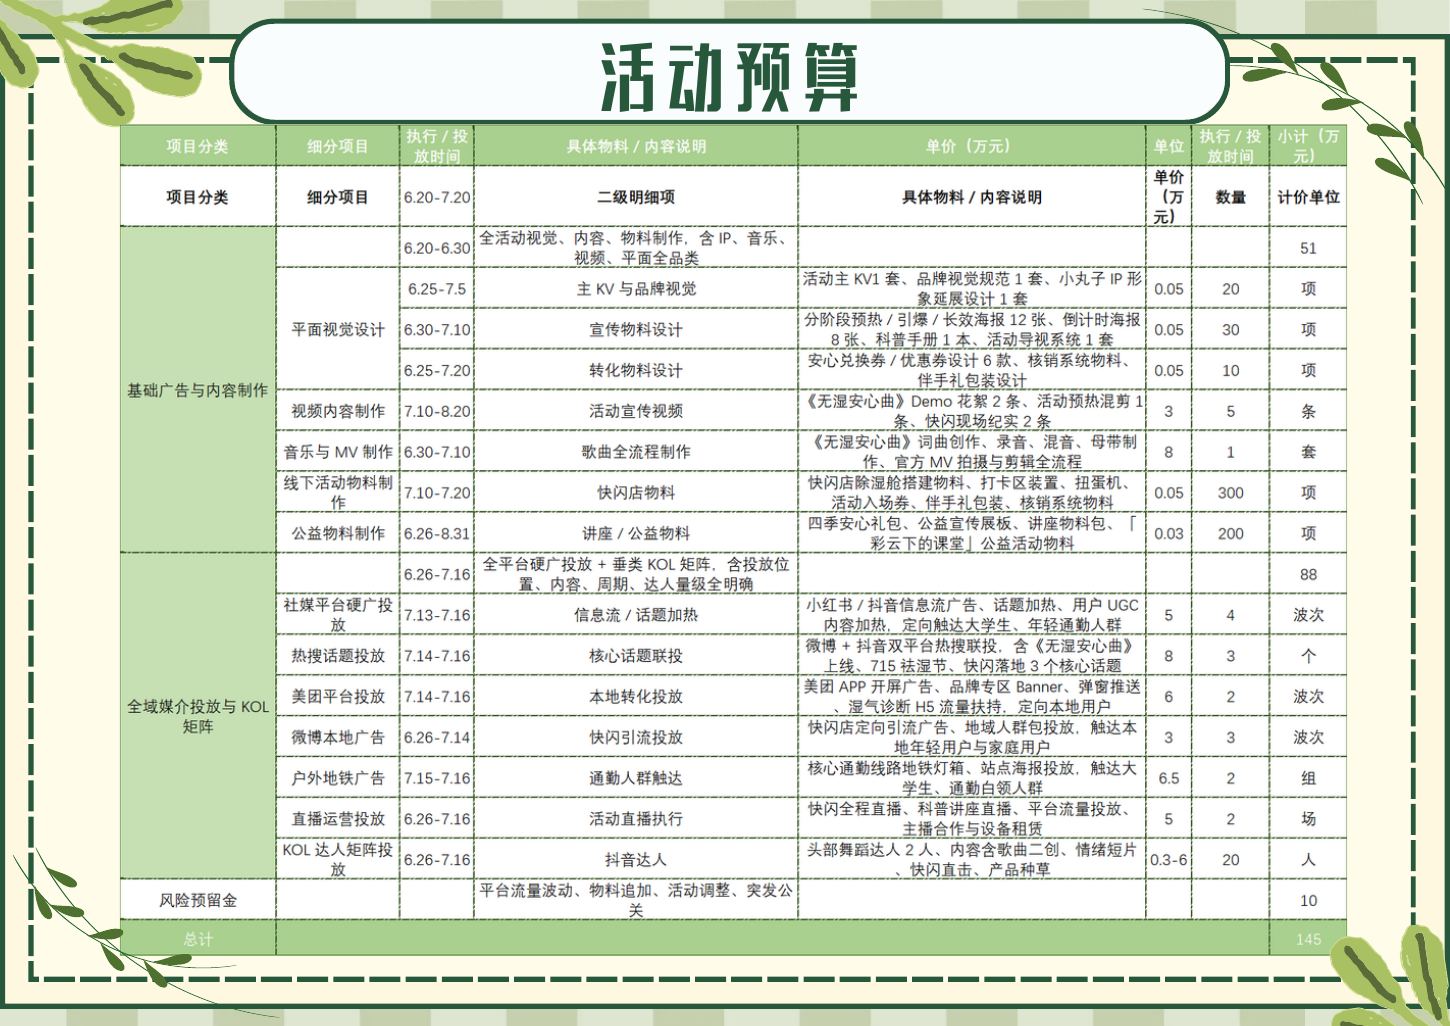 活动预算
项目分类 细分项目 执行 / 投放时间 具体物料 / 内容说明 单价（万元） 单位 执行 / 投放时间 小计（万元）
项目分类 细分项目 6.20-7.20 二级明细项 具体物料 / 内容说明 单价（万元） 数量 计价单位
基础广告与内容制作
6.20-6.30 全活动视觉、内容、物料制作，含 IP、音乐、视频、平面全品类 51
平面视觉设计
6.25-7.5 主 KV 与品牌视觉 活动主 KV1 套、品牌视觉规范 1 套、小丸子 IP 形象延展设计 1 套 0.05 20 项
6.30-7.10 宣传物料设计 分阶段预热 / 引爆 / 长效海报 12 张、倒计时海报 8 张、科普手册 1 本、活动导视系统 1 套 0.05 30 项
6.25-7.20 转化物料设计 安心兑换券 / 优惠券设计 6 款、核销系统物料、伴手礼包装设计 0.05 10 项
视频内容制作 7.10-8.20 活动宣传视频 《无湿安心曲》Demo 花絮 2 条、活动预热混剪 1 条、快闪现场纪实 2 条 3 5 条
音乐与 MV 制作 6.30-7.10 歌曲全流程制作 《无湿安心曲》词曲创作、录音、混音、母带制作、官方 MV 拍摄与剪辑全流程 8 1 套
线下活动物料制作 7.10-7.20 快闪店物料 快闪店除湿舱搭建物料、打卡区装置、扭蛋机、活动入场券、伴手礼包装、核销系统物料 0.05 300 项
公益物料制作 6.26-8.31 讲座 / 公益物料 四季安心礼包、公益宣传展板、讲座物料包、「彩云下的课堂」公益活动物料 0.03 200 项
全域媒介投放与 KOL 矩阵
6.26-7.16 全平台硬广投放 + 垂类 KOL 矩阵，含投放位置、内容、周期、达人量级全明确 88
社媒平台硬广投放 7.13-7.16 信息流 / 话题加热 小红书 / 抖音信息流广告、话题加热、用户 UGC 内容加热，定向触达大学生、年轻通勤人群 5 4 波次
热搜话题投放 7.14-7.16 核心话题联投 微博 + 抖音双平台热搜联投，含《无湿安心曲》上线、715 祛湿节、快闪落地 3 个核心话题 8 3 个
美团平台投放 7.14-7.16 本地转化投放 美团 APP 开屏广告、品牌专区 Banner、弹窗推送、湿气诊断 H5 流量扶持，定向本地用户 6 2 波次
微博本地广告 6.26-7.14 快闪引流投放 快闪店定向引流广告、地域人群包投放，触达本地年轻用户与家庭用户 3 3 波次
户外地铁广告 7.15-7.16 通勤人群触达 核心通勤线路地铁灯箱、站点海报投放，触达大学生、通勤白领人群 6.5 2 组
直播运营投放 6.26-7.16 活动直播执行 快闪全程直播、科普讲座直播、平台流量投放、主播合作与设备租赁 5 2 场
KOL 达人矩阵投放 6.26-7.16 抖音达人 头部舞蹈达人 2 人、内容含歌曲二创、情绪短片、快闪直击、产品种草 0.3-6 20 人
风险预留金 平台流量波动、物料追加、活动调整、突发公关 10
总计 145